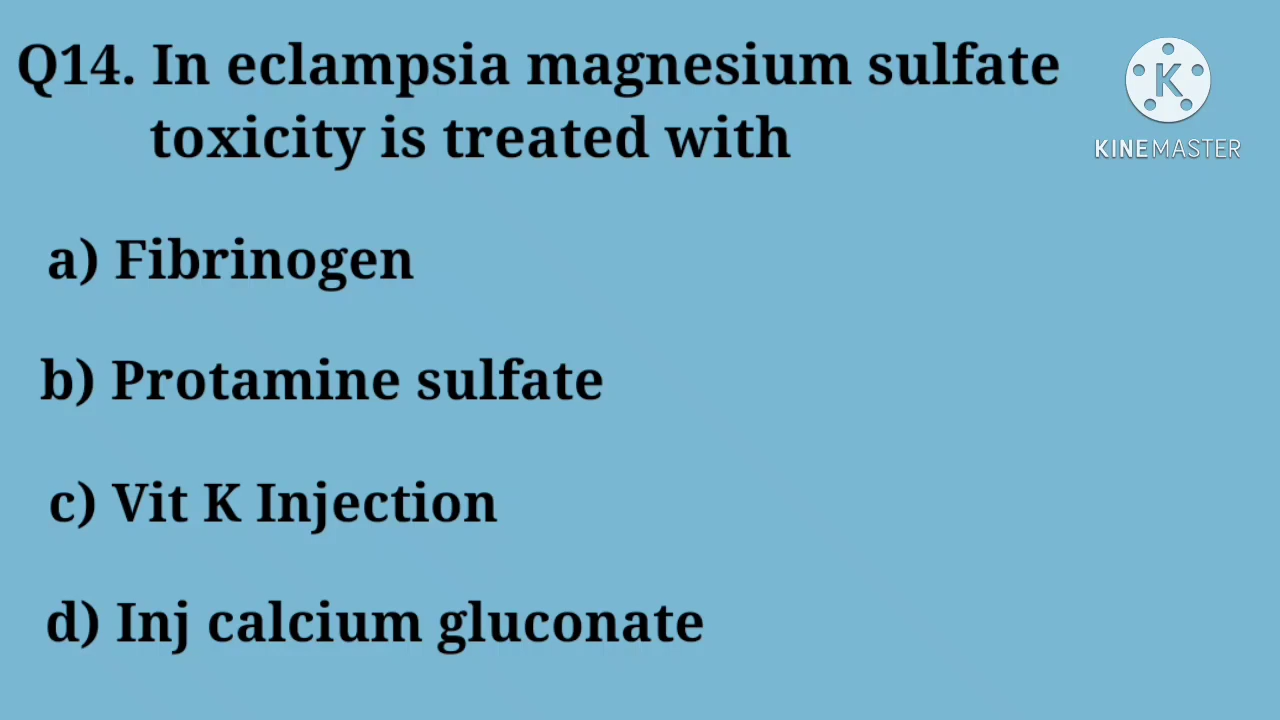 Q14. In eclampsia magnesium sulfate
toxicity is treated with
K
KINEMASTER
a) Fibrinogen
b) Protamine sulfate
c) Vit K Injection
d) Inj calcium gluconate